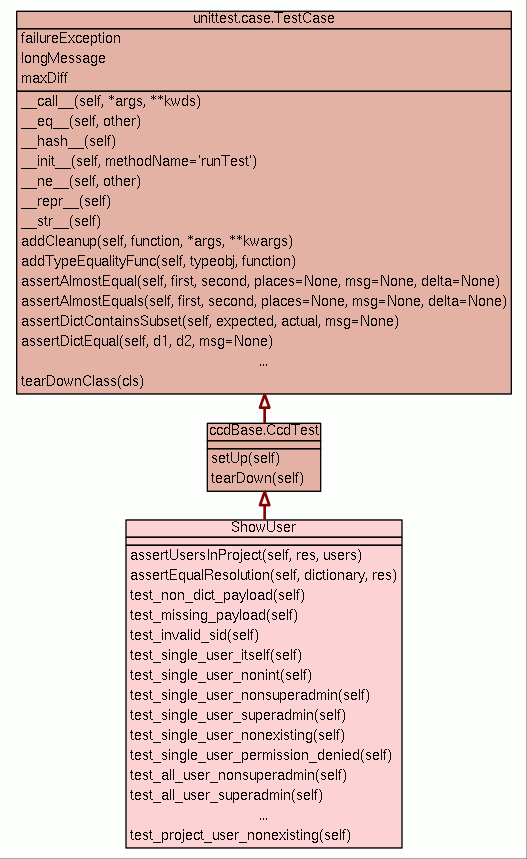 unittest.case.TestCase
failureException
longMessage
maxDiff
__call__(self, *args, **kwds)
__eq__(self, other)
__hash__(self)
__init__(self, methodName='runTest')
__ne__(self, other)
__repr__(self)
__str__(self)
addCleanup(self, function, *args, **kwargs)
addTypeEqualityFunc(self, typeobj, function)
assertAlmostEqual(self, first, second, places=None, msg=None, delta=None)
assertAlmostEquals(self, first, second, places=None, msg=None, delta=None)
assertDictContainsSubset(self, expected, actual, msg=None)
assertDictEqual(self, d1, d2, msg=None)
...
tearDownClass(cls)
ccdBase.CcdTest
setUp(self)
tearDown(self)
ShowUser
assertUsersInProject(self, res, users)
assertEqualResolution(self, dictionary, res)
test_non_dict_payload(self)
test_missing_payload(self)
test_invalid_sid(self)
test_single_user_itself(self)
test_single_user_nonint(self)
test_single_user_nonsuperadmin(self)
test_single_user_superadmin(self)
test_single_user_nonexisting(self)
test_single_user_permission_denied(self)
test_all_user_nonsuperadmin(self)
test_all_user_superadmin(self)
...
test_project_user_nonexisting(self)